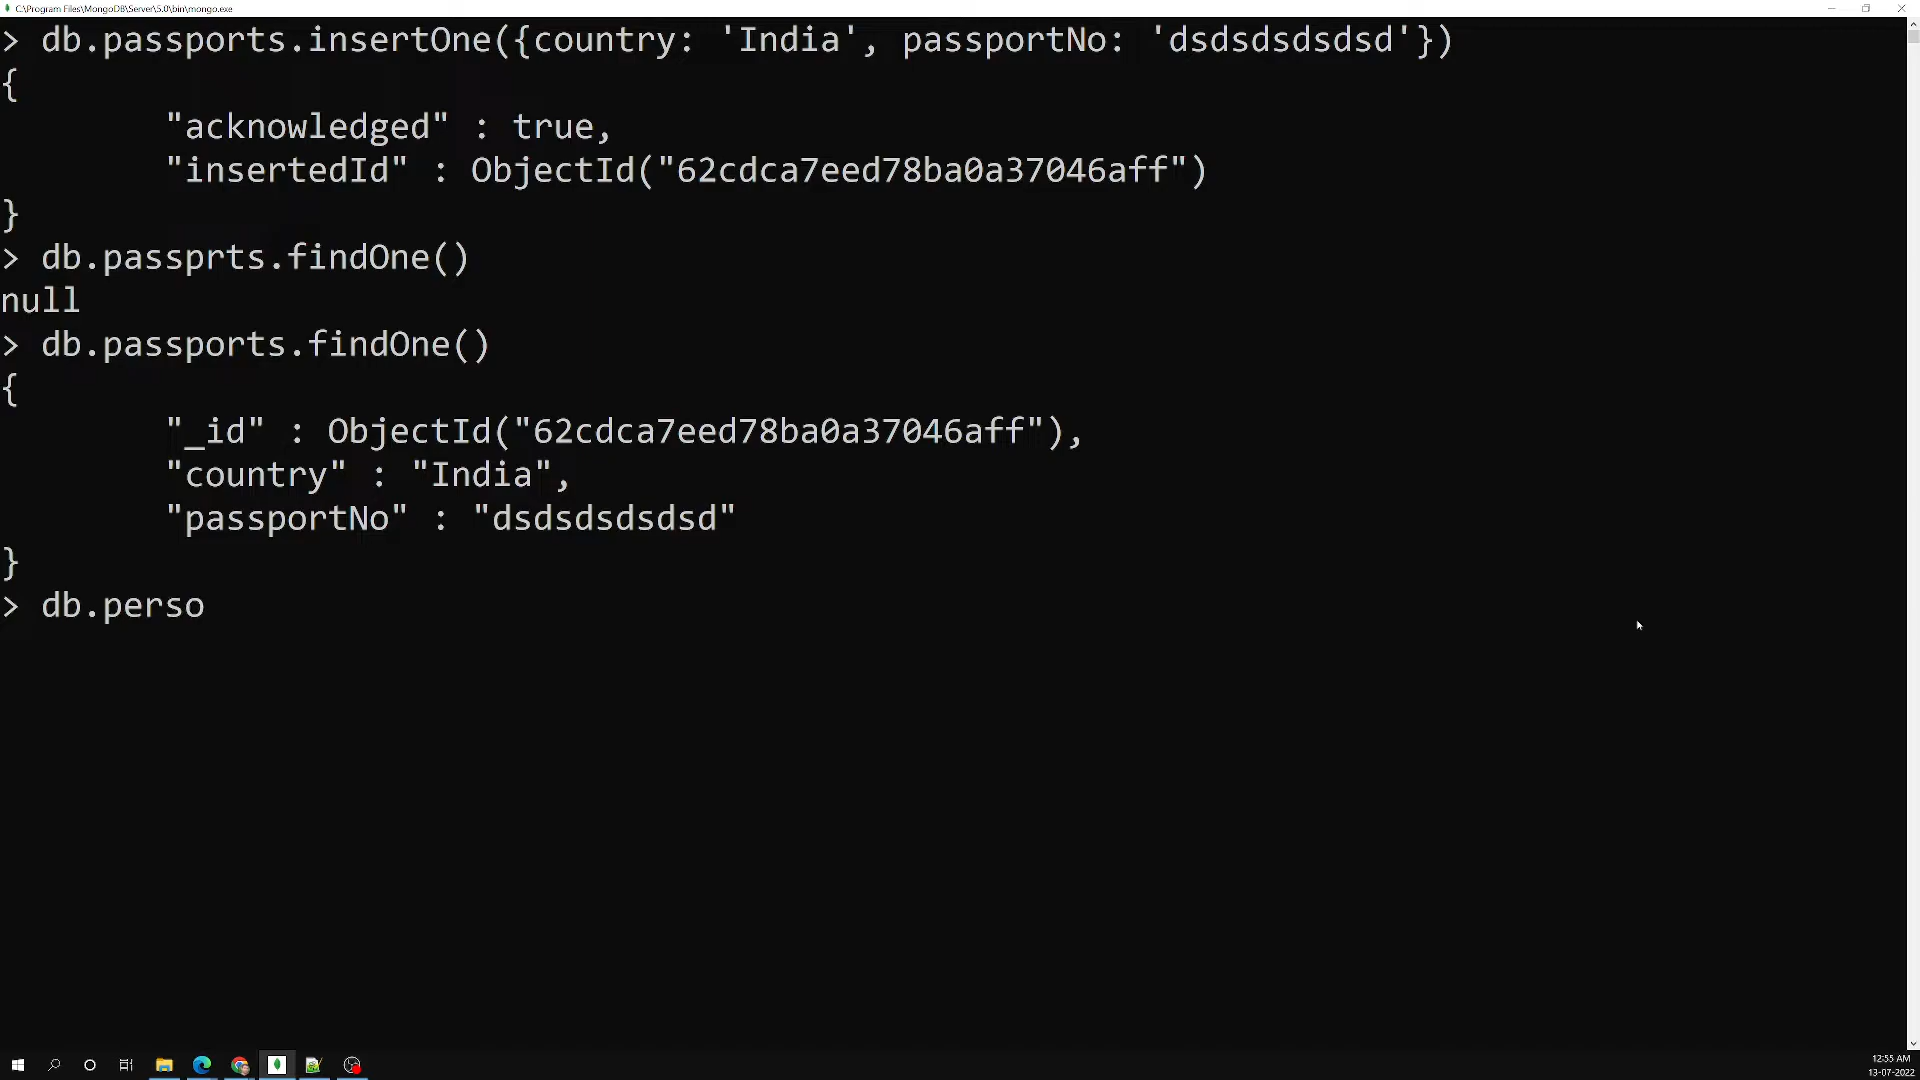 C:\Program Files\MongoDB\Server\5.0\bin\mongo.exe
> db.passports.insertOne({country: 'India', passportNo: 'dsdsdsdsdsd'})
{
"acknowledged" : true,
"insertedId" : ObjectId("62cdca7eed78ba0a37046aff")
}
> db.passprts.findOne()
null
> db.passports.findOne()
{
"_id" : ObjectId("62cdca7eed78ba0a37046aff"),
"country" : "India",
"passportNo" : "dsdsdsdsdsd"
}
> db.perso
12:55 AM
13-07-2022